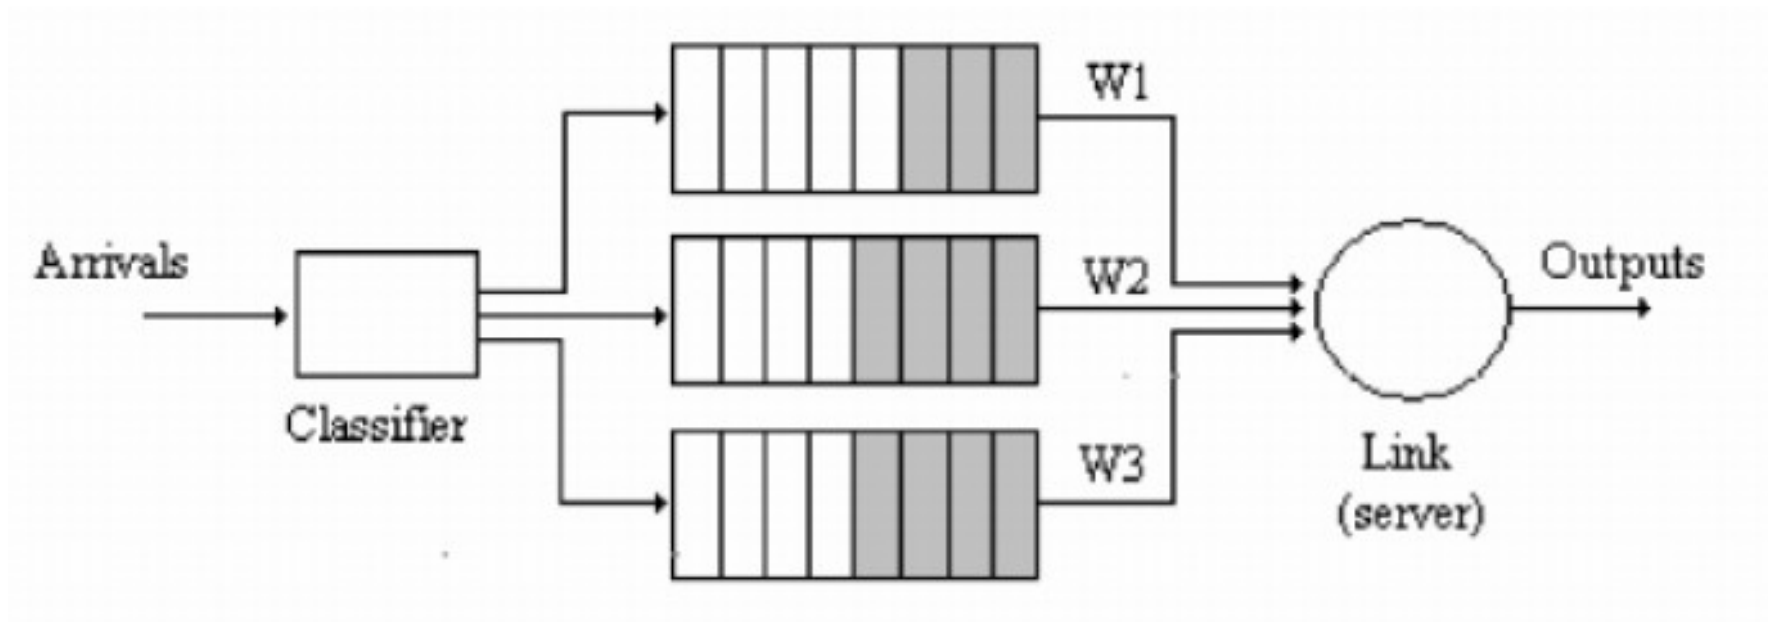 Arrivals
Classifier
W1
W2
W3
Link
(server)
Outputs